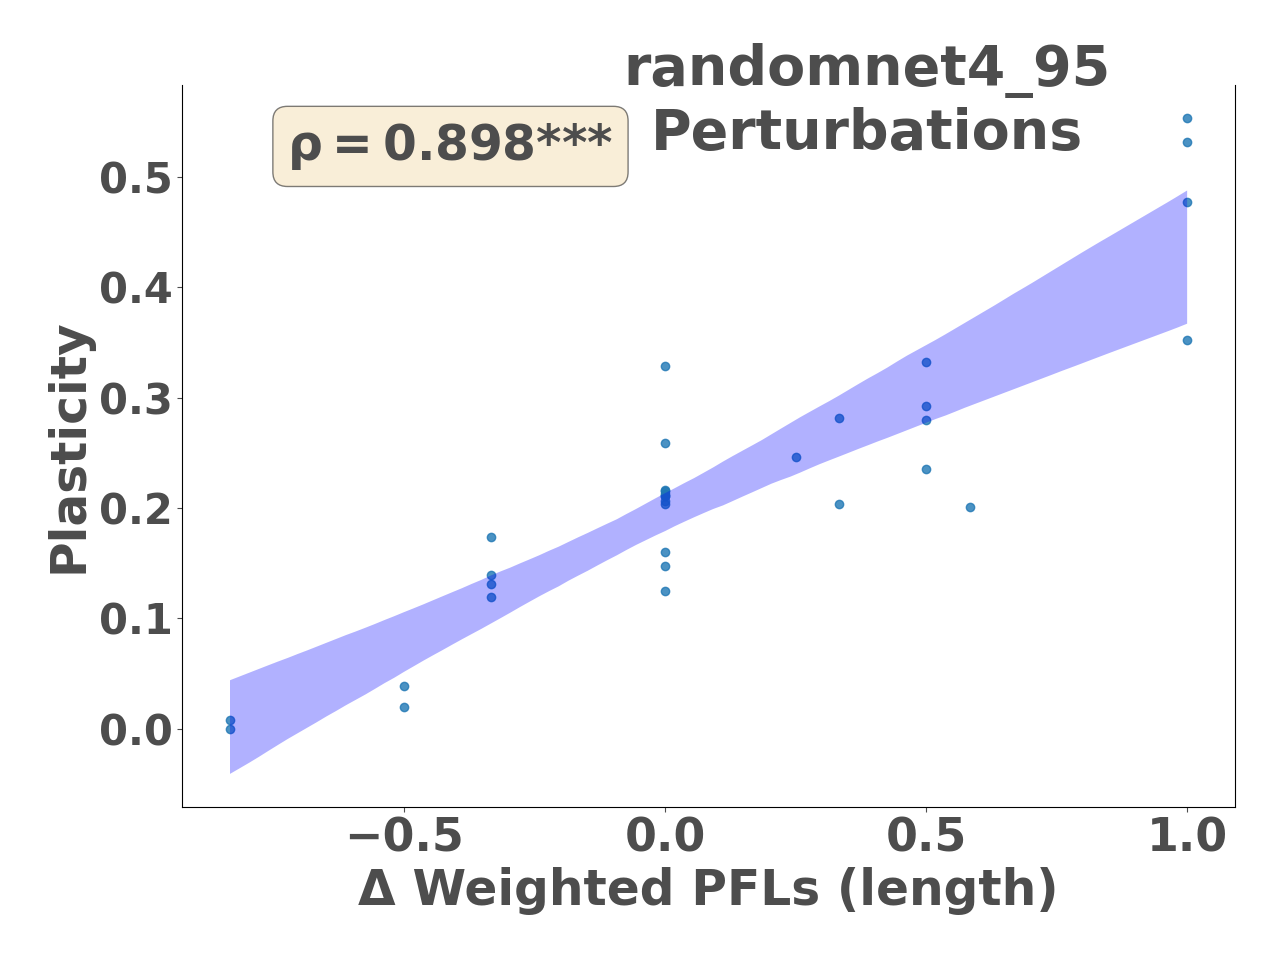 randomnet4_95
Perturbations
ρ = 0.898***
Plasticity
0.5
0.4
0.3
0.2
0.1
0.0
−0.5
0.0
0.5
1.0
Δ Weighted PFLs (length)